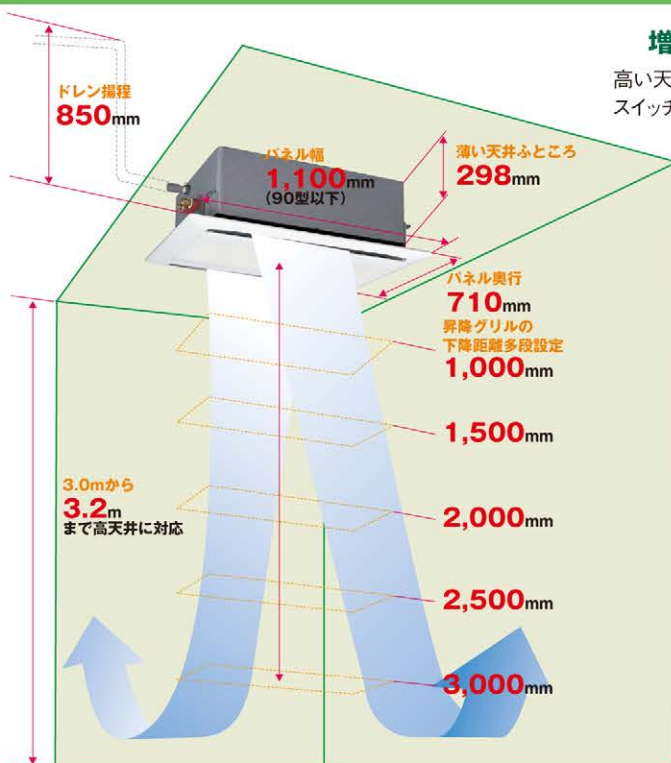 増
高い天
スイッチ
ドレン揚程
850mm
パネル幅
1,100mm
(90型以下)
薄い天井ふところ
298mm
パネル奥行
710mm
昇降グリルの
下降距離多段設定
1,000mm
1,500mm
2,000mm
2,500mm
3,000mm
3.0mから
3.2m
まで高天井に対応